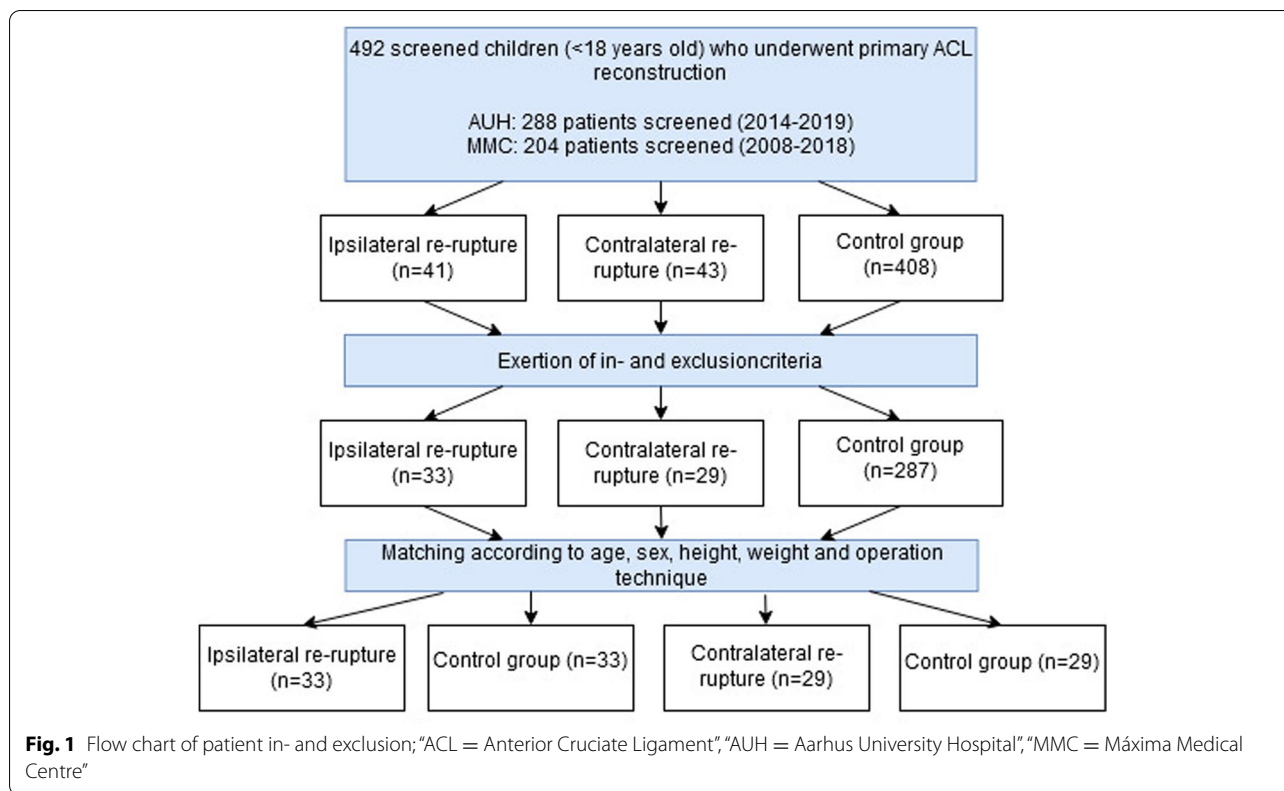 492 screened children (<18 years old) who underwent primary ACL
reconstruction
AUH: 288 patients screened (2014-2019)
MMC: 204 patients screened (2008-2018)
Ipsilateral re-rupture
(n=41)
Contralateral re-
rupture (n=43)
Control group
(n=408)
Exertion of in- and exclusioncriteria
Ipsilateral re-rupture
(n=33)
Contralateral re-
rupture (n=29)
Control group
(n=287)
Matching according to age, sex, height, weight and operation
technique
Ipsilateral re-rupture
(n=33)
Control group (n=33)
Contralateral re-
rupture (n=29)
Control group (n=29)
Fig. 1 Flow chart of patient in- and exclusion; “ACL = Anterior Cruciate Ligament”, “AUH = Aarhus University Hospital”, “MMC = Máxima Medical
Centre”